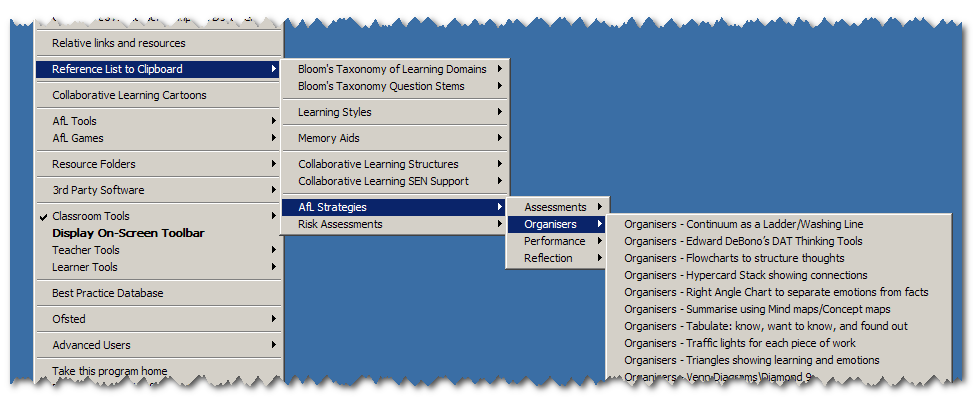 Relative links and resources
Reference List to Clipboard
Collaborative Learning Cartoons
AfL Tools
AfL Games
Resource Folders
3rd Party Software
Classroom Tools
Display On-Screen Toolbar
Teacher Tools
Learner Tools
Best Practice Database
Ofsted
Advanced Users
Take this program home
Bloom's Taxonomy of Learning Domains
Bloom's Taxonomy Question Stems
Learning Styles
Memory Aids
Collaborative Learning Structures
Collaborative Learning SEN Support
AfL Strategies
Risk Assessments
Assessments
Organisers
Performance
Reflection
Organisers - Continuum as a Ladder/Washing Line
Organisers - Edward DeBono's DAT Thinking Tools
Organisers - Flowcharts to structure thoughts
Organisers - Hypercard Stack showing connections
Organisers - Right Angle Chart to separate emotions from facts
Organisers - Summarise using Mind maps/Concept maps
Organisers - Tabulate: know, want to know, and found out
Organisers - Traffic lights for each piece of work
Organisers - Triangles showing learning and emotions
Organisers - Venn Diagrams\Diamond 9